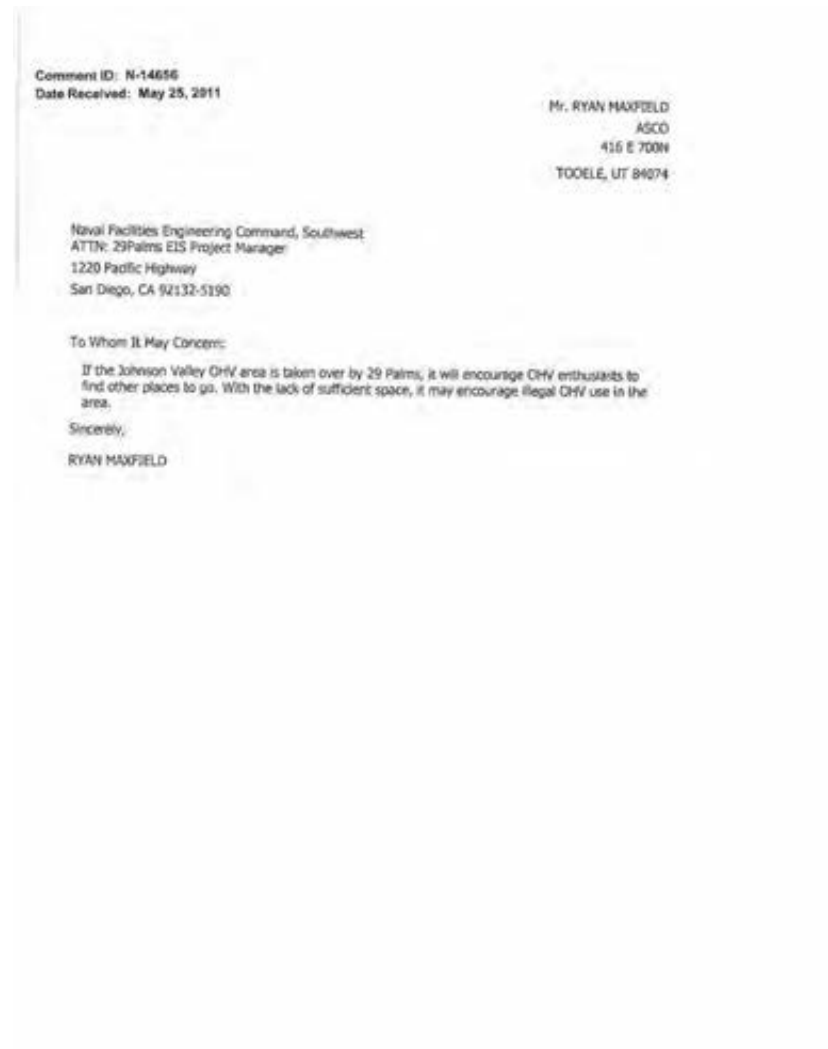 Comment ID: N-14656
Date Received: May 25, 2011
Mr. RYAN MAXFIELD
ASCO
416 E 700N
TOOELE, UT 84074
Naval Facilities Engineering Command, Southwest
ATTN: 29Palms EIS Project Manager
1220 Pacific Highway
San Diego, CA 92132-5190
To Whom It May Concern:
If the Johnson Valley OHV area is taken over by 29 Palms, it will encourage OHV enthusiasts to
find other places to go. With the lack of sufficient space, it may encourage illegal OHV use in the
area.
Sincerely,
RYAN MAXFIELD